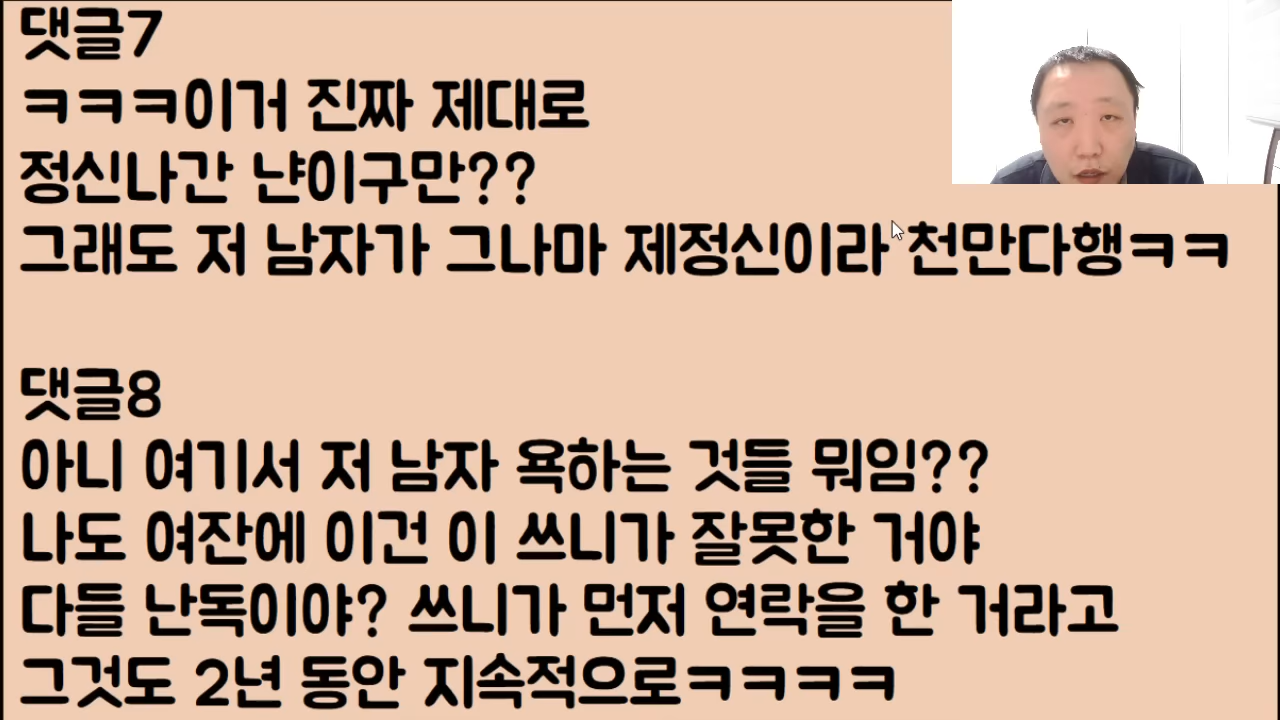 댓글7
ㅋㅋㅋ이거 진짜 제대로
정신나간 냔이구만??
그래도 저 남자가 그나마 제정신이라 천만다행ㅋㅋ
댓글8
아니 여기서 저 남자 욕하는 것들 뭐임??
나도 여잔에 이건 이 쓰니가 잘못한 거야
다들 난독이야? 쓰니가 먼저 연락을 한 거라고
그것도 2년 동안 지속적으로ㅋㅋㅋㅋ